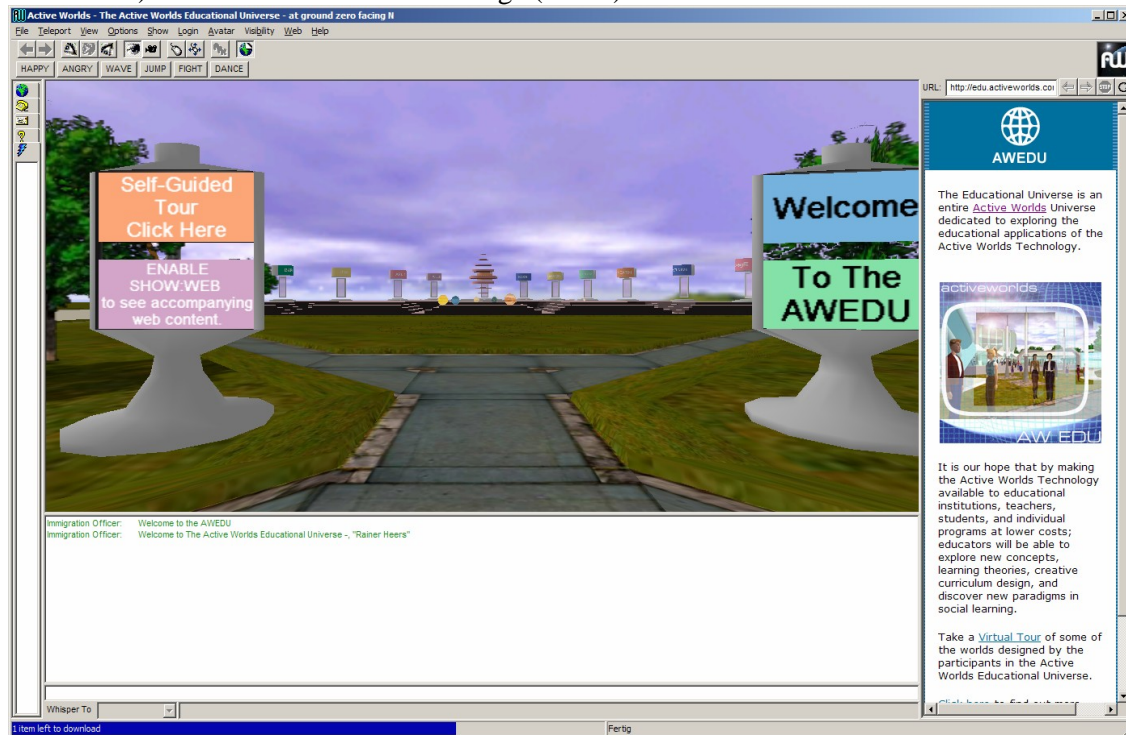 Active Worlds - The Active Worlds Educational Universe - at ground zero facing N
File Teleport View Options Show Login Avatar Visibility Web Help
HAPPY ANGRY WAVE JUMP FIGHT DANCE
URL: http://edu.activeworlds.co
AWEDU
Self-Guided
Tour
Click Here
ENABLE
SHOW:WEB
to see accompanying
web content.
Welcome
To The
AWEDU
The Educational Universe is an
entire Active Worlds Universe
dedicated to exploring the
educational applications of the
Active Worlds Technology.
activeworlds
AW EDU
It is our hope that by making
the Active Worlds Technology
available to educational
institutions, teachers,
students, and individual
programs at lower costs;
educators will be able to
explore new concepts,
learning theories, creative
curriculum design, and
discover new paradigms in
social learning.
Take a Virtual Tour of some of
the worlds designed by the
participants in the Active
Worlds Educational Universe.
Click here to find out more
Immigration Officer: Welcome to the AWEDU
Immigration Officer: Welcome to The Active Worlds Educational Universe -, "Rainer Heers"
Whisper To
1 item left to download
Fertig